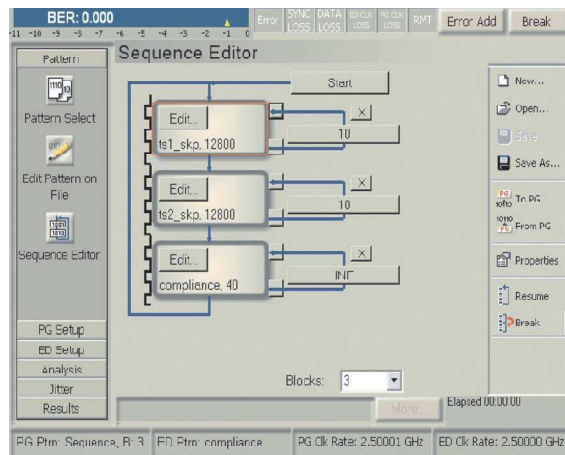 BER: 0.000
-11 -10 -9 -8 -7 -6 -5 -4 -3 -2 -1 0
Error
SYNC LOSS
DATA LOSS
ED CLK LOSS
PG CLK LOSS
RMT
Error Add
Break
Pattern
Pattern Select
Edit Pattern on File
Sequence Editor
PG Setup
ED Setup
Analysis
Jitter
Results
Sequence Editor
Start
Edit...
ts1_skp, 12800
X
10
Edit...
ts2_skp, 12800
X
10
Edit...
compliance, 40
X
INF
Blocks: 3
More...
Elapsed 00:00:00
New...
Open...
Save
Save As...
To PG
From PG
Properties
Resume
Break
PG Ptrn: Sequence, B: 3
ED Ptrn: compliance
PG Clk Rate: 2.50001 GHz
ED Clk Rate: 2.50000 GHz